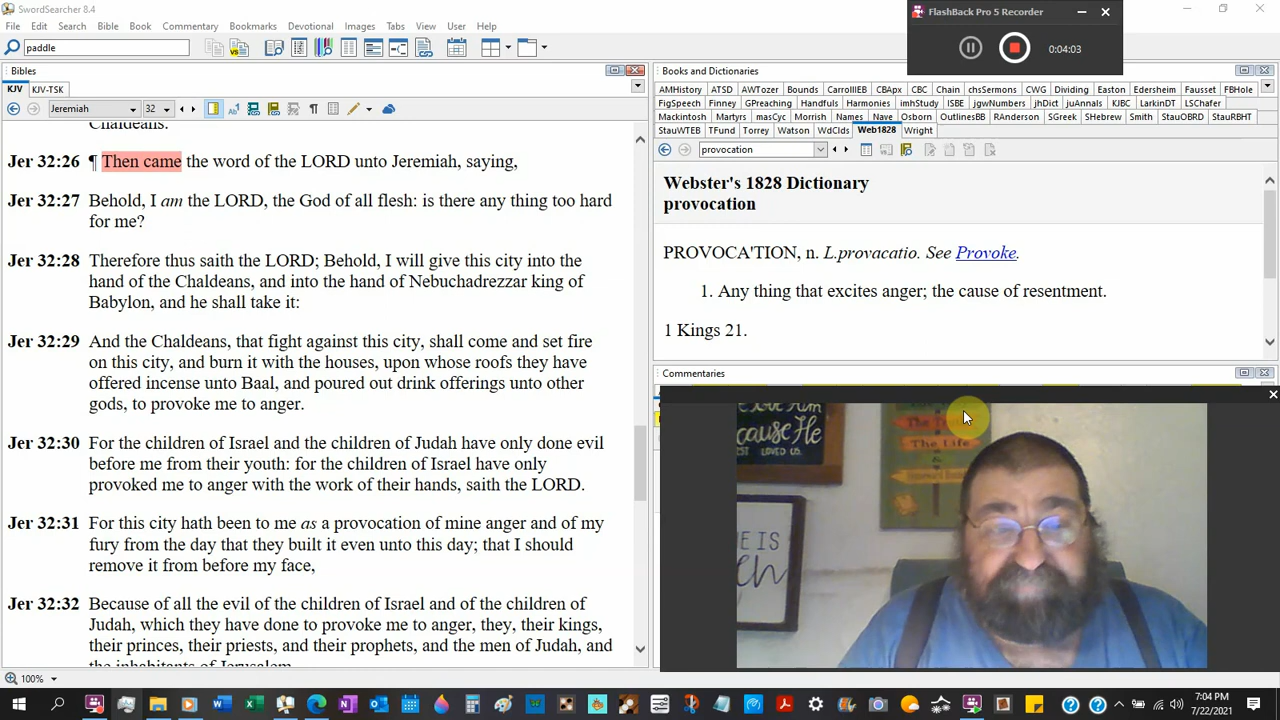 SwordSearcher 8.4
FlashBack Pro 5 Recorder
File Edit Search Bible Book Commentary Bookmarks Devotional Images Tabs View User Help
0:04:03
paddle
Bibles
KJV KJV-TSK
Jeremiah 32
Chaldeans.
Jer 32:26 ¶ Then came the word of the LORD unto Jeremiah, saying,
Jer 32:27 Behold, I am the LORD, the God of all flesh: is there any thing too hard
for me?
Jer 32:28 Therefore thus saith the LORD; Behold, I will give this city into the
hand of the Chaldeans, and into the hand of Nebuchadrezzar king of
Babylon, and he shall take it:
Jer 32:29 And the Chaldeans, that fight against this city, shall come and set fire
on this city, and burn it with the houses, upon whose roofs they have
offered incense unto Baal, and poured out drink offerings unto other
gods, to provoke me to anger.
Jer 32:30 For the children of Israel and the children of Judah have only done evil
before me from their youth: for the children of Israel have only
provoked me to anger with the work of their hands, saith the LORD.
Jer 32:31 For this city hath been to me as a provocation of mine anger and of my
fury from the day that they built it even unto this day; that I should
remove it from before my face,
Jer 32:32 Because of all the evil of the children of Israel and of the children of
Judah, which they have done to provoke me to anger, they, their kings,
their princes, their priests, and their prophets, and the men of Judah, and
the inhabitants of Jerusalem.
100%
Books and Dictionaries
AMHistory ATSD AWTozer Bounds CarrollIEB CBApx CBC Chain chsSermons CWG Dividing Easton Edersheim Fausset FBHole
FigSpeech Finney GPreaching Handfuls Harmonies imhStudy ISBE jgwNumbers jhDict juAnnals KJBC LarkinDT LSChafer
Mackintosh Martyrs masCyc Morrish Names Nave Osborn OutlinesBB RAnderson SGreek SHebrew Smith StauOBRD StauRBHT
StauWTEB TFund Torrey Watson WdClds Web1828 Wright
provocation
Webster's 1828 Dictionary
provocation
PROVOCA'TION, n. L.provacatio. See Provoke.
1. Any thing that excites anger; the cause of resentment.
1 Kings 21.
Commentaries
cause He
The Life
7:04 PM
7/22/2021